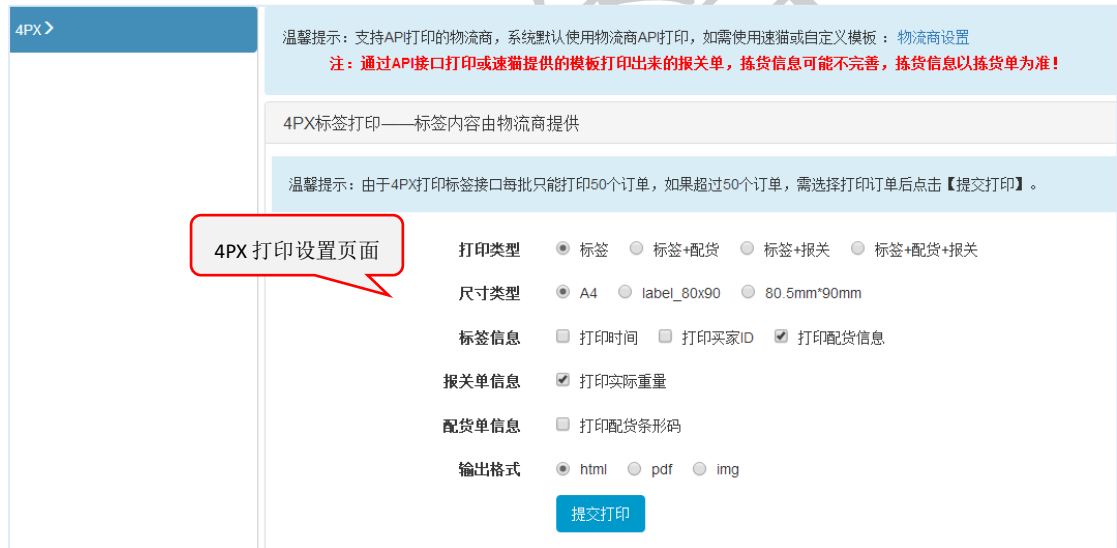 4PX
温馨提示：支持API打印的物流商，系统默认使用物流商API打印，如需使用速猫或自定义模板： 物流商设置
注：通过API接口打印或速猫提供的模板打印出来的报关单，拣货信息可能不完善，拣货信息以拣货单为准！
4PX标签打印——标签内容由物流商提供
温馨提示：由于4PX打印标签接口每批只能打印50个订单，如果超过50个订单，需选择打印订单后点击【提交打印】。
4PX 打印设置页面
打印类型 标签 标签+配货 标签+报关 标签+配货+报关
尺寸类型 A4 label_80x90 80.5mm*90mm
标签信息 打印时间 打印买家ID 打印配货信息
报关单信息 打印实际重量
配货单信息 打印配货条形码
输出格式 html pdf img
提交打印